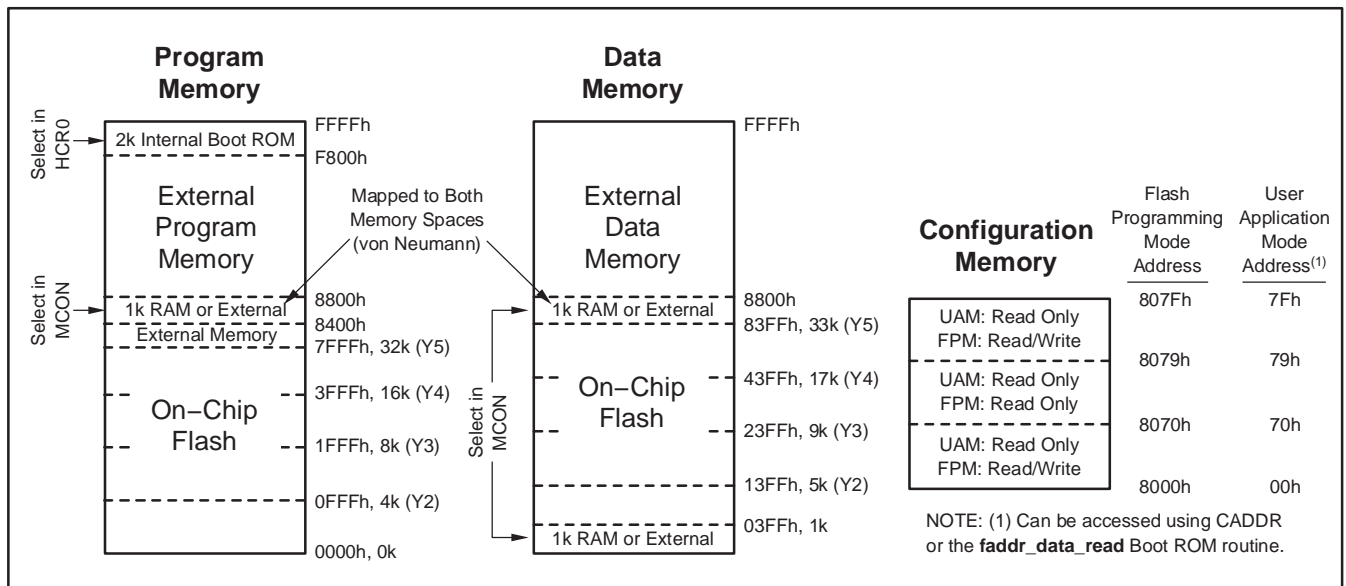 Program
Memory
Select in
HCR0
2k Internal Boot ROM
FFFFh
F800h
External
Program
Memory
Mapped to Both
Memory Spaces
(von Neumann)
Select in
MCON
8800h
1k RAM or External
8400h
External Memory
7FFFh, 32k (Y5)
3FFFh, 16k (Y4)
On–Chip
Flash
1FFFh, 8k (Y3)
0FFFh, 4k (Y2)
0000h, 0k
Data
Memory
FFFFh
External
Data
Memory
8800h
1k RAM or External
83FFh, 33k (Y5)
43FFh, 17k (Y4)
On–Chip
Flash
Select in
MCON
23FFh, 9k (Y3)
13FFh, 5k (Y2)
03FFh, 1k
1k RAM or External
Configuration
Memory
Flash
Programming
Mode
Address
User
Application
Mode
Address(1)
807Fh 7Fh
UAM: Read Only
FPM: Read/Write
8079h 79h
UAM: Read Only
FPM: Read Only
8070h 70h
UAM: Read Only
FPM: Read/Write
8000h 00h
NOTE: (1) Can be accessed using CADDR
or the faddr_data_read Boot ROM routine.